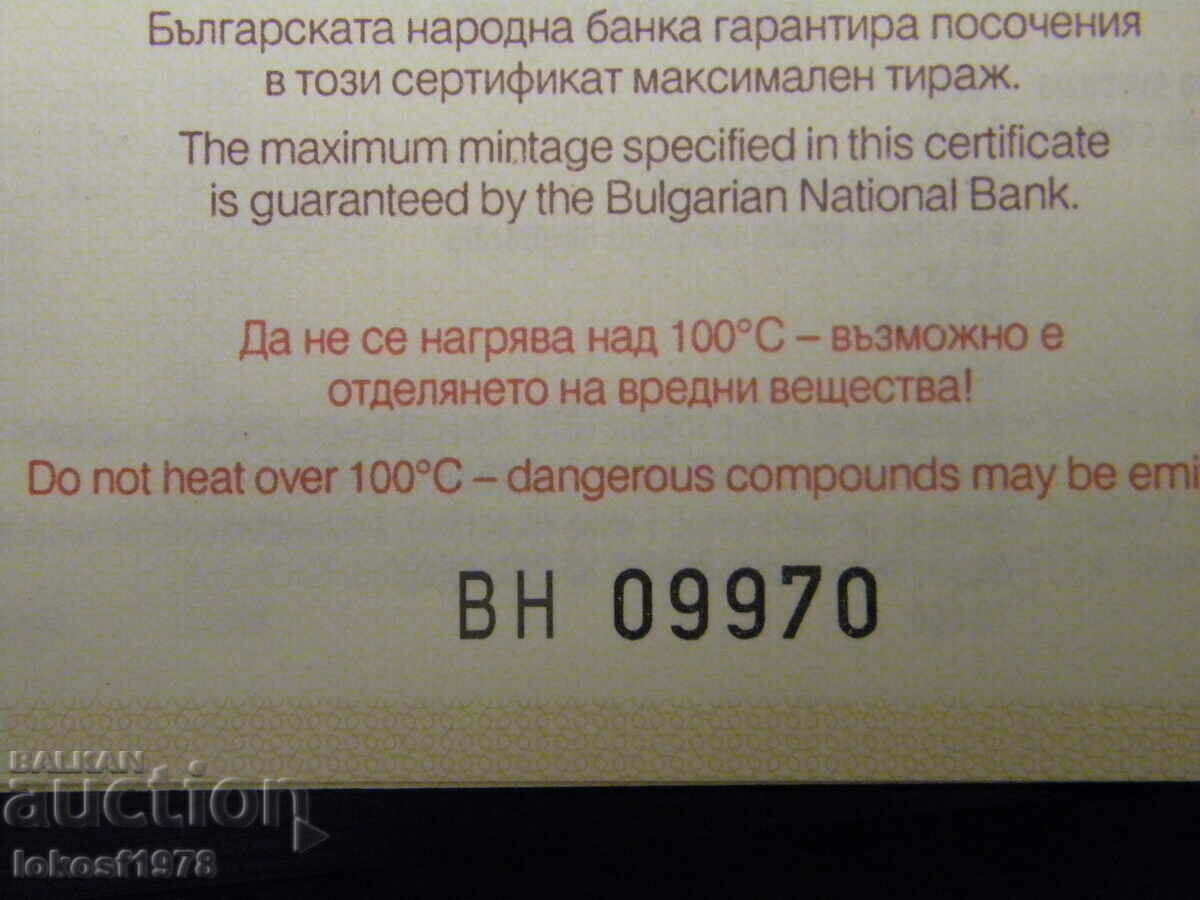 Българската народна банка гарантира посочения
в този сертификат максимален тираж.
The maximum mintage specified in this certificate
is guaranteed by the Bulgarian National Bank.
Да не се нагрява над 100°C – възможно е
отделянето на вредни вещества!
Do not heat over 100°C – dangerous compounds may be emi
ВН 09970
BALKAN
auction
lokosf1978